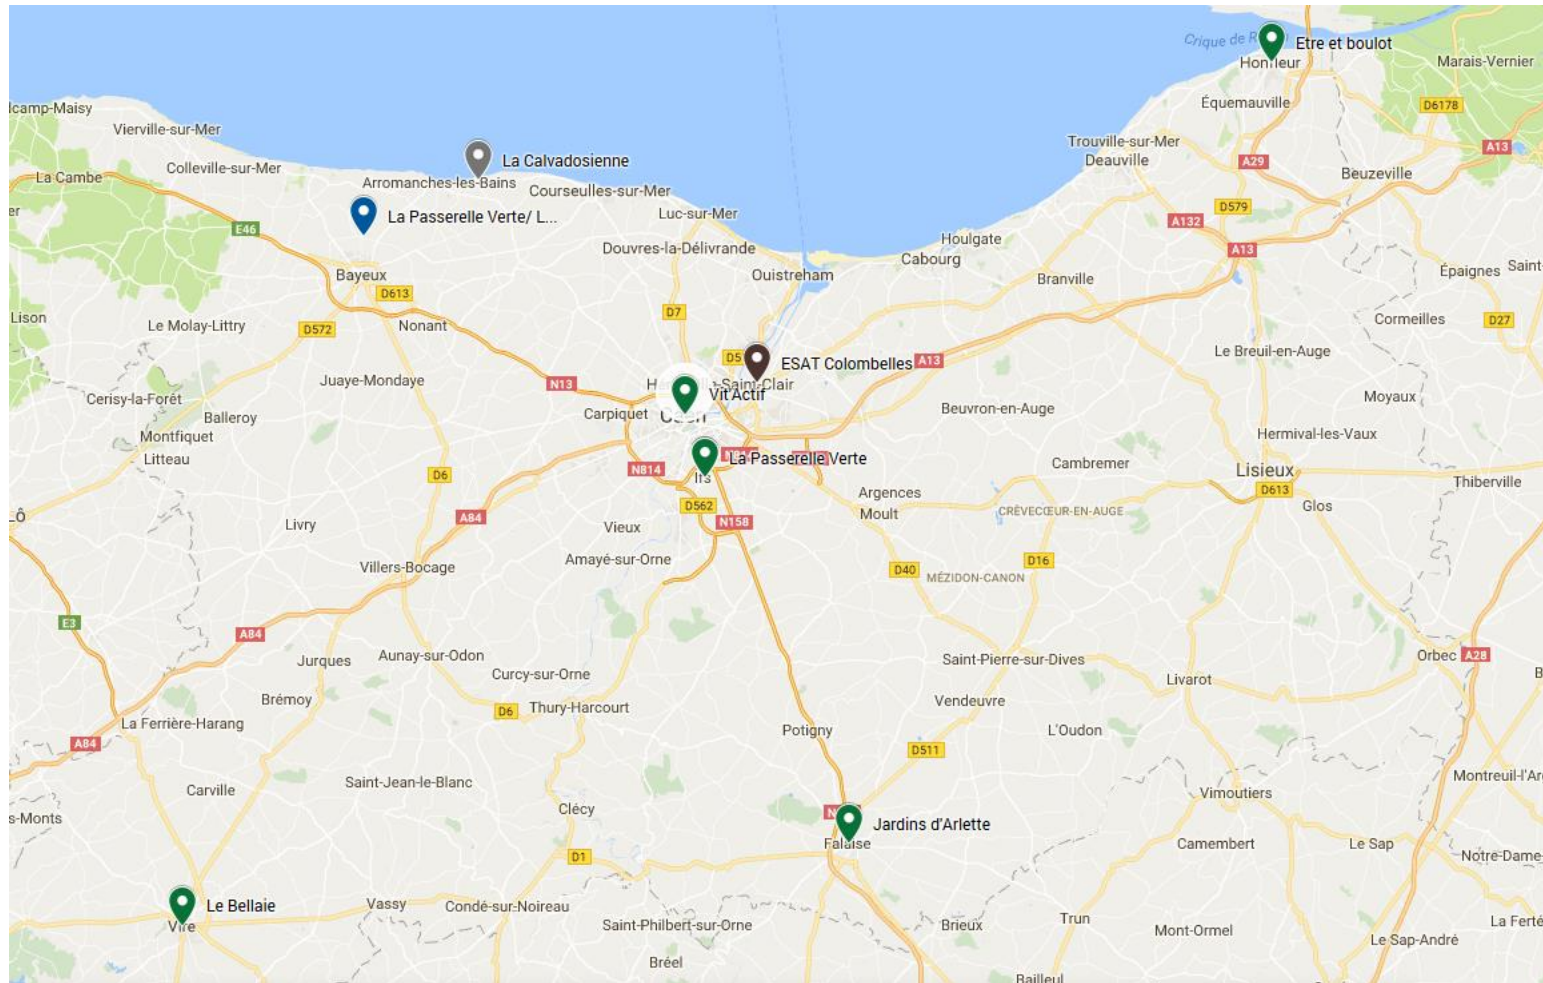 Crique de R
Etre et boulot
Honfleur
Marais-Vernier
lcamp-Maisy
Équemauville
D6178
Vierville-sur-Mer
Trouville-sur-Mer
A13
La Calvadosienne
Deauville
A29
Colleville-sur-Mer
La Cambe
Arromanches-les-Bains
Courseulles-sur-Mer
Beuzeville
er
La Passerelle Verte/ L...
Luc-sur-Mer
D579
A132
E46
Douvres-la-Délivrande
Houlgate
A13
Cabourg
Bayeux
Ouistreham
Branville
Épaignes
Saint-
D613
Lison
Le Molay-Littry
D572
Nonant
D7
Cormeilles
D27
D5
ESAT Colombelles
A13
Le Breuil-en-Auge
Juaye-Mondaye
N13
Saint-Clair
Cerisy-la-Forêt
Vit'Actif
Moyaux
Balleroy
Carpiquet
Caen
Beuvron-en-Auge
Montfiquet
Hermival-les-Vaux
Litteau
La Passerelle Verte
N814
Cambremer
Lisieux
D6
Ifs
Thiberville
D613
Argences
D562
Glos
LÔ
A84
Livry
Vieux
N158
Moult
CRÈVECŒUR-EN-AUGE
Amayé-sur-Orne
D16
Villers-Bocage
D40
MÉZIDON-CANON
E3
A84
Jurques
Aunay-sur-Odon
Saint-Pierre-sur-Dives
Orbec
A28
Curcy-sur-Orne
Livarot
B
Brémoy
D6
Thury-Harcourt
Vendeuvre
La Ferrière-Harang
Potigny
L'Oudon
A84
D511
Saint-Jean-le-Blanc
Montreuil-l'Ar
Carville
Vimoutiers
s-Monts
Clécy
Jardins d'Arlette
Falaise
Camembert
Le Sap
D1
Notre-Dame-
Le Bellaie
Vassy
Condé-sur-Noireau
Vire
Saint-Philbert-sur-Orne
Brieux
Trun
Mont-Ormel
La Ferté
Le Sap-André
Bréel
Bailleul